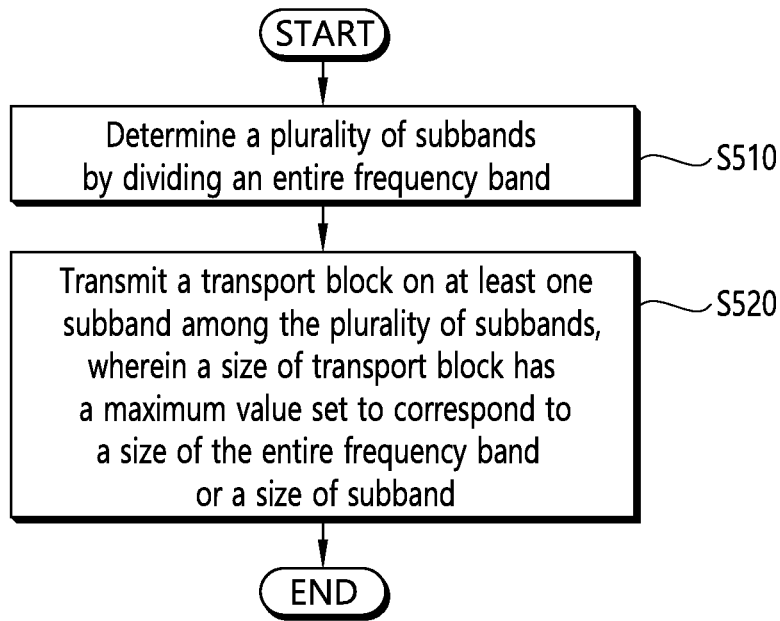 START
Determine a plurality of subbands
by dividing an entire frequency band
S510
Transmit a transport block on at least one
subband among the plurality of subbands,
wherein a size of transport block has
a maximum value set to correspond to
a size of the entire frequency band
or a size of subband
S520
END